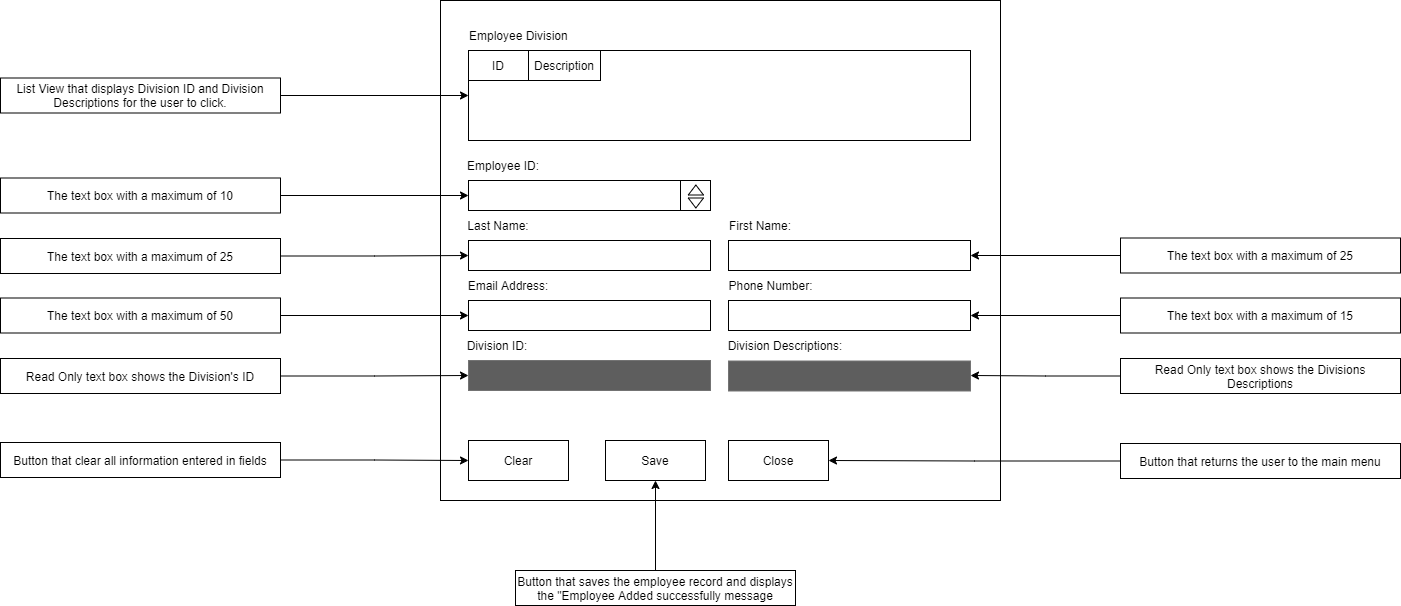 Employee Division
ID
Description
List View that displays Division ID and Division
Descriptions for the user to click.
Employee ID:
The text box with a maximum of 10
Last Name:
First Name:
The text box with a maximum of 25
The text box with a maximum of 25
Email Address:
Phone Number:
The text box with a maximum of 50
The text box with a maximum of 15
Division ID:
Division Descriptions:
Read Only text box shows the Division's ID
Read Only text box shows the Divisions
Descriptions
Button that clear all information entered in fields
Clear
Save
Close
Button that returns the user to the main menu
Button that saves the employee record and displays
the "Employee Added successfully message